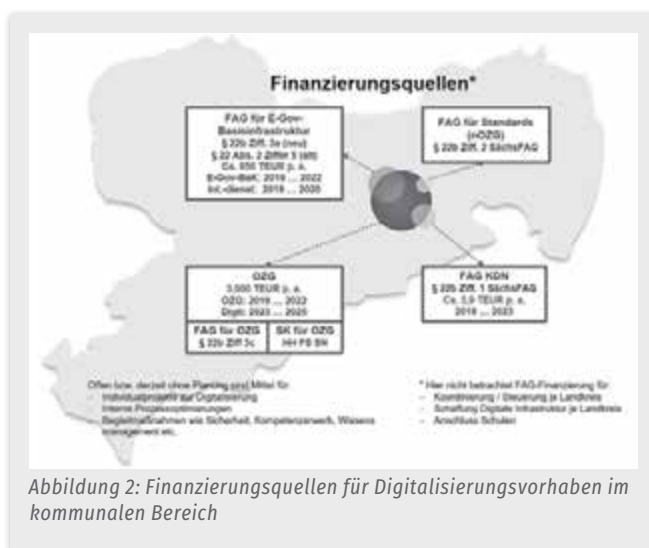 Finanzierungsquellen*
FAG für E-Gov-
Basisinfrastruktur
§ 22b Ziff. 3a (neu)
§ 22 Abs. 2 Ziffer 5 (alt)
Ca. 850 TEUR p. a.
E-Gov-BaK: 2019 ... 2022
Int.-dienst: 2019 ... 2020
FAG für Standards
(nOZG)
§ 22b Ziff. 2 SächsFAG
OZG
3.000 TEUR p. a.
OZG: 2019 ... 2022
Digit: 2023 ... 2025
FAG für OZG
§ 22b Ziff 3c
SK für OZG
HH FB SN
FAG KDN
§ 22b Ziff. 1 SächsFAG
Ca. 5,9 TEUR p. a.
2019 ... 2023
Offen bzw. derzeit ohne Planung und Mittel für
- Individualprojekte zur Digitalisierung
Interne Prozessoptimierungen
- Begleitmaßnahmen wie Sicherheit, Kompetenzerwerb, Wissens
management etc.
* Hier nicht betrachtet FAG-Finanzierung für
- Koordinierung / Steuerung je Landkreis
- Schaffung Digitale Infrastruktur je Landkreis
- Anschluss Schulen
Abbildung 2: Finanzierungsquellen für Digitalisierungsvorhaben im
kommunalen Bereich